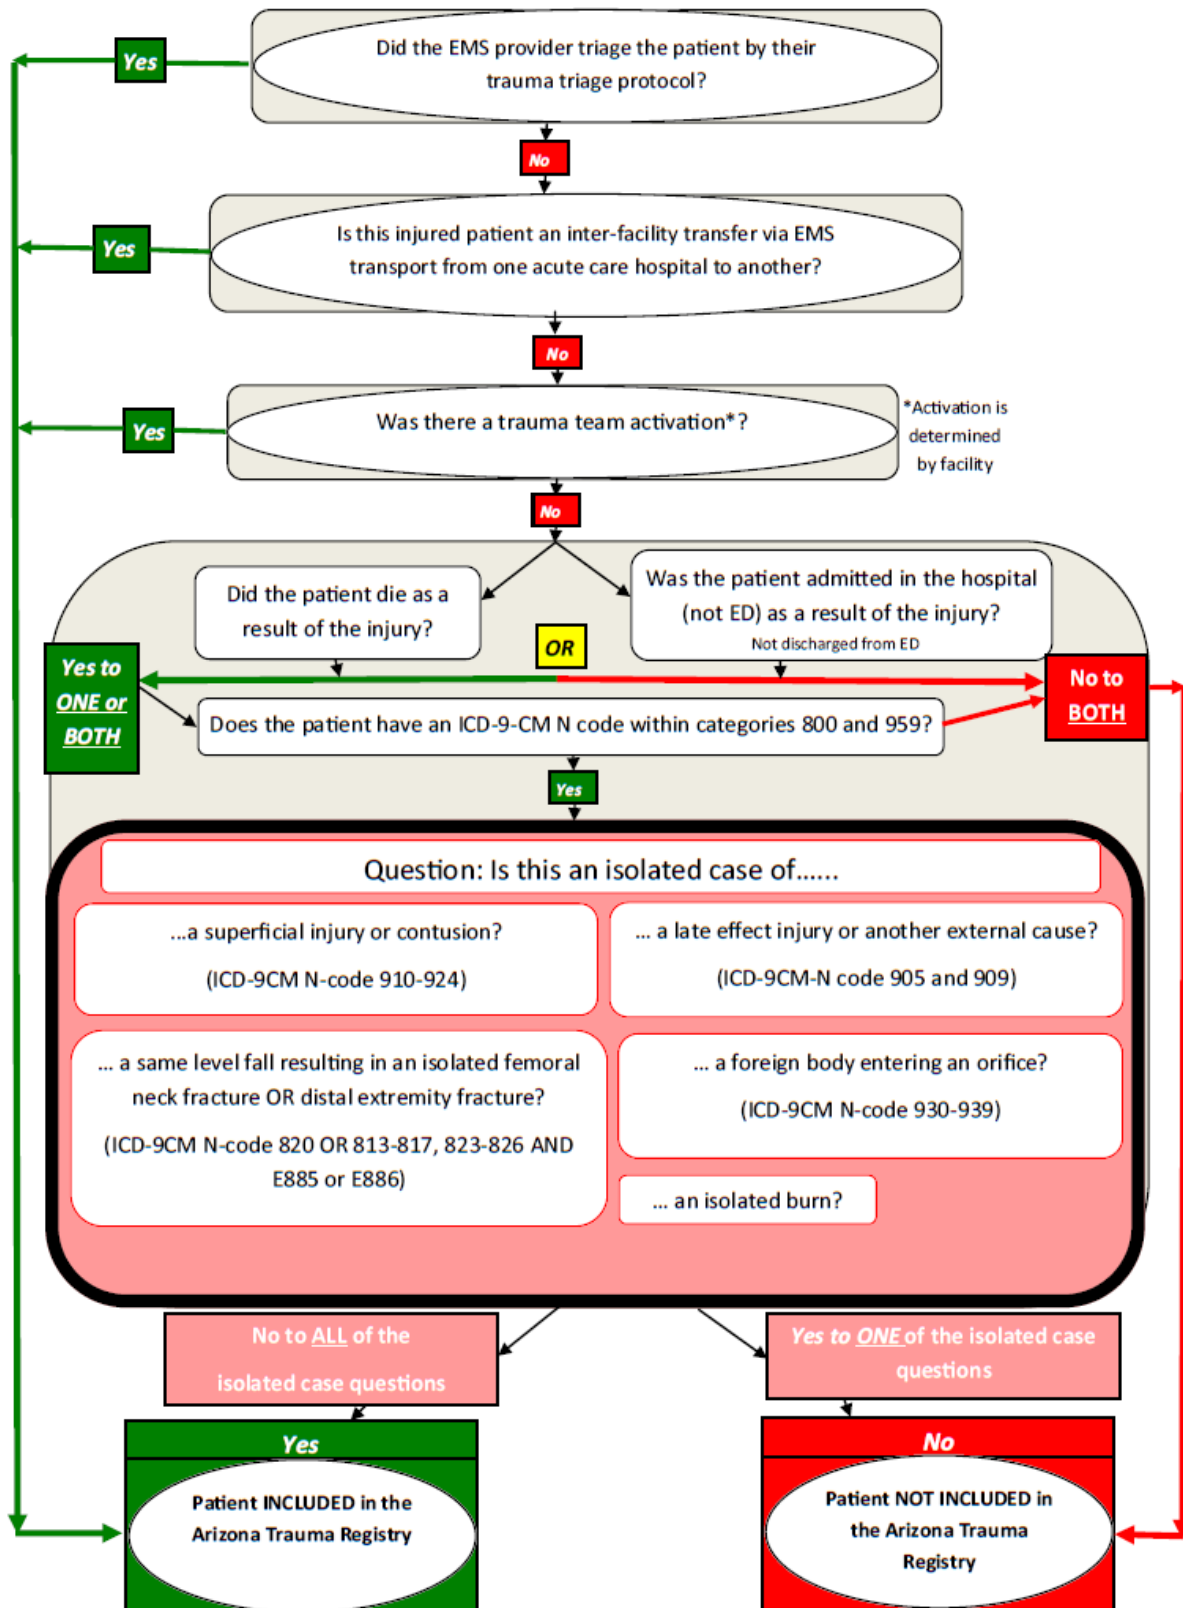 Did the EMS provider triage the patient by their
trauma triage protocol?
Yes
No
Is this injured patient an inter-facility transfer via EMS
transport from one acute care hospital to another?
Yes
No
Was there a trauma team activation*?
Yes
*Activation is
determined
by facility
No
Did the patient die as a
result of the injury?
Was the patient admitted in the hospital
(not ED) as a result of the injury?
Not discharged from ED
OR
Yes to
ONE or
BOTH
No to
BOTH
Does the patient have an ICD-9-CM N code within categories 800 and 959?
Yes
Question: Is this an isolated case of......
...a superficial injury or contusion?
(ICD-9CM N-code 910-924)
... a late effect injury or another external cause?
(ICD-9CM-N code 905 and 909)
... a same level fall resulting in an isolated femoral
neck fracture OR distal extremity fracture?
(ICD-9CM N-code 820 OR 813-817, 823-826 AND
E885 or E886)
... a foreign body entering an orifice?
(ICD-9CM N-code 930-939)
... an isolated burn?
No to ALL of the
isolated case questions
Yes to ONE of the isolated case
questions
Yes
Patient INCLUDED in the
Arizona Trauma Registry
No
Patient NOT INCLUDED in
the Arizona Trauma
Registry